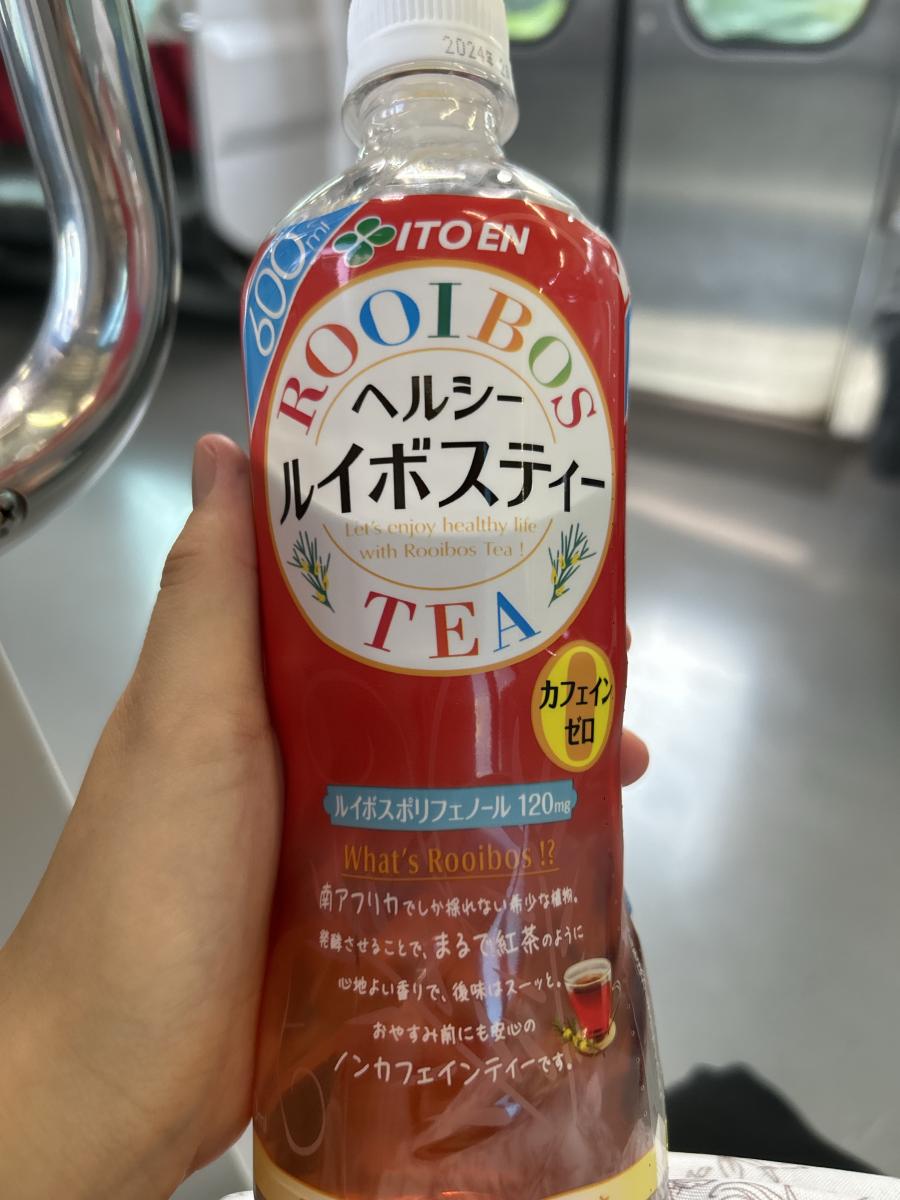 2024年
600ml
ITO EN
ROOIBOS
ヘルシー
ルイボスティー
Let's enjoy healthy life
with Rooibos Tea !
TEA
カフェイン
ゼロ
ルイボスポリフェノール 120mg
What's Rooibos !?
南アフリカでしか採れない希少な植物。
発酵させることで、まるで紅茶のように
心地よい香りで、後味はスーッと。
おやすみ前にも安心の
ノンカフェインティーです。